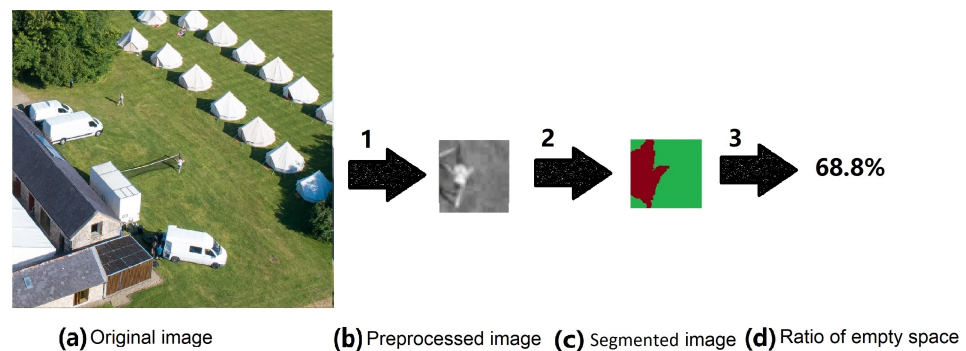 1
2
3
68.8%
(a) Original image
(b) Preprocessed image
(c) Segmented image
(d) Ratio of empty space